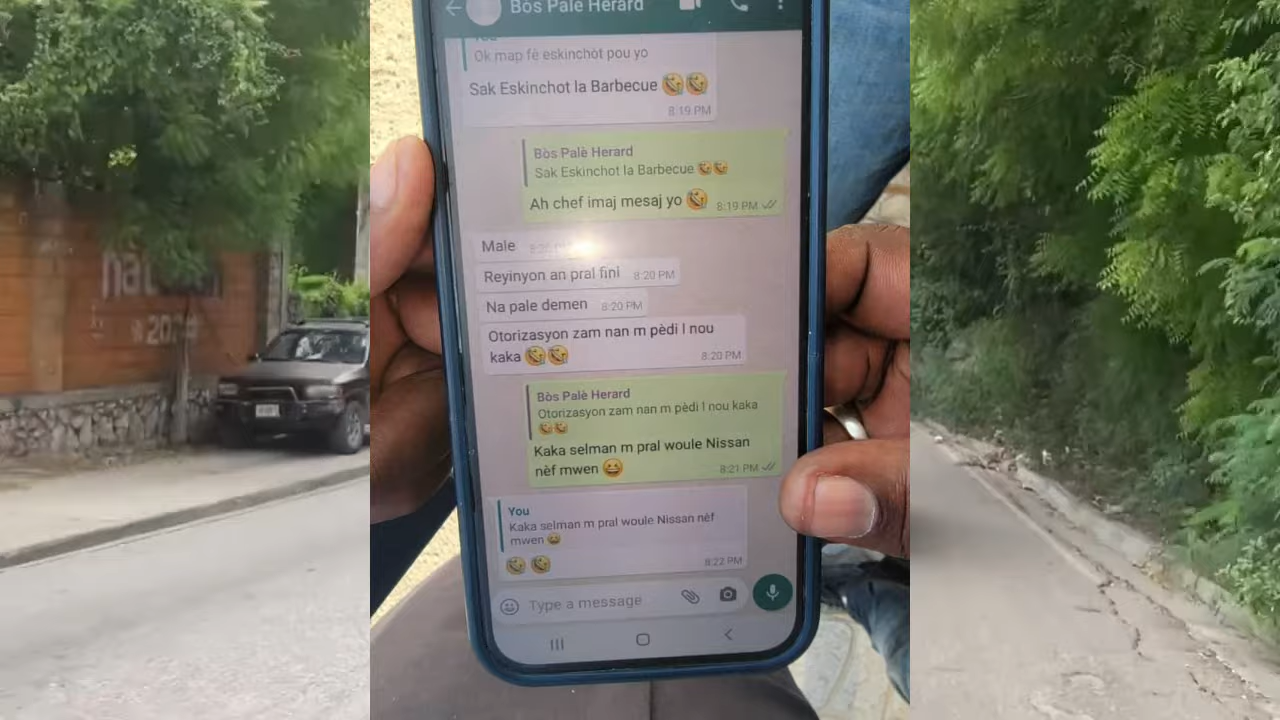 Bòs Palè Herard
Ok map fè eskinchòt pou yo
Sak Eskinchot la Barbecue 🤣🤣
8:19 PM
Bòs Palè Herard
Sak Eskinchot la Barbecue 🤣🤣
Ah chef imaj mesaj yo 🤣 8:19 PM
Male 8:20 PM
Reyinyon an pral fini 8:20 PM
Na pale demen 8:20 PM
Otorizasyon zam nan m pèdi l nou
kaka 🤣🤣 8:20 PM
Bòs Palè Herard
Otorizasyon zam nan m pèdi l nou kaka
🤣🤣
Kaka selman m pral woule Nissan
nèf mwen 😀 8:21 PM
You
Kaka selman m pral woule Nissan nèf
mwen 😀
🤣 🤣 8:22 PM
Type a message